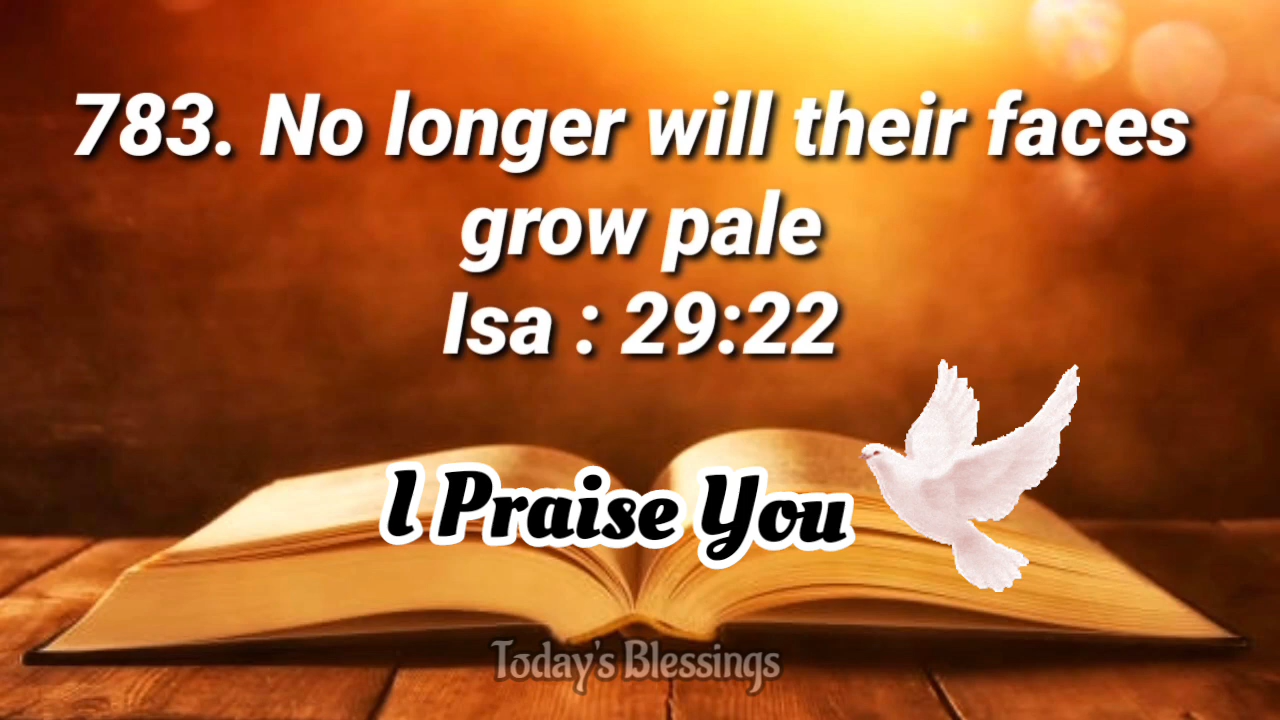 783. No longer will their faces
grow pale
Isa : 29:22
I Praise You
Today's Blessings